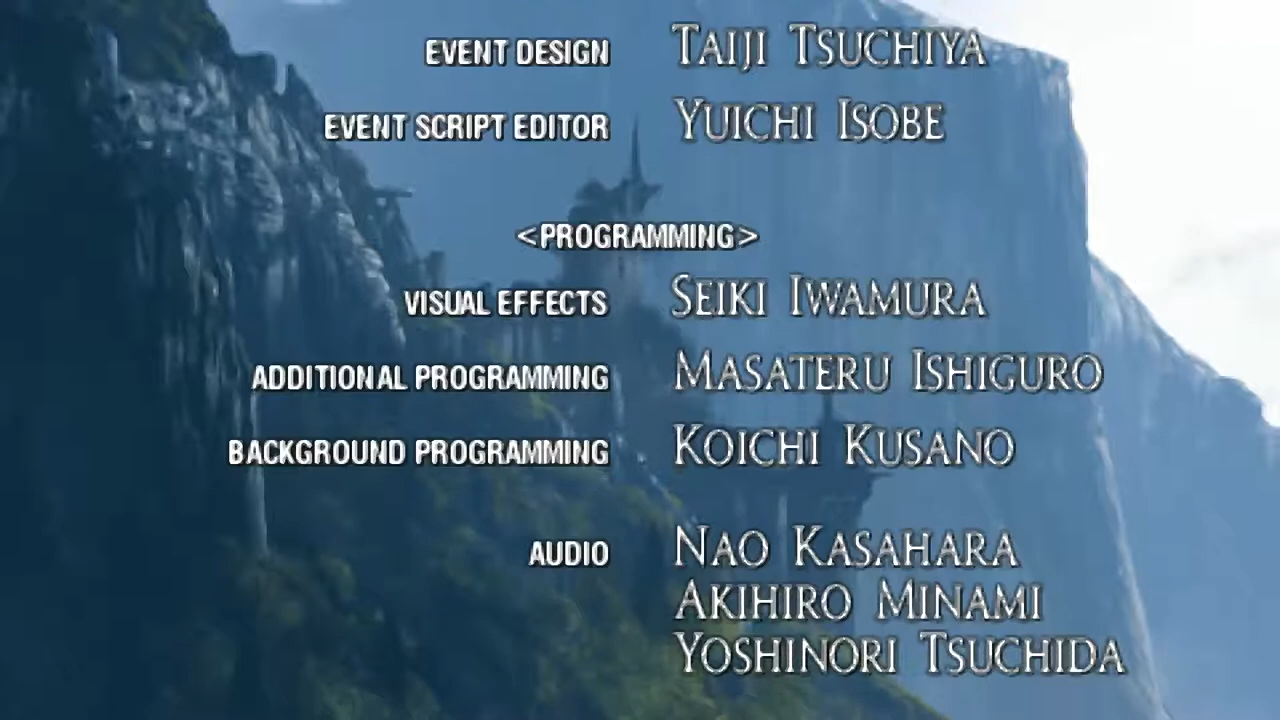 EVENT DESIGN TAIJI TSUCHIYA
EVENT SCRIPT EDITOR YUICHI ISOBE
<PROGRAMMING>
VISUAL EFFECTS SEIKI IWAMURA
ADDITIONAL PROGRAMMING MASATERU ISHIGURO
BACKGROUND PROGRAMMING KOICHI KUSANO
AUDIO NAO KASAHARA
AKIHIRO MINAMI
YOSHINORI TSUCHIDA